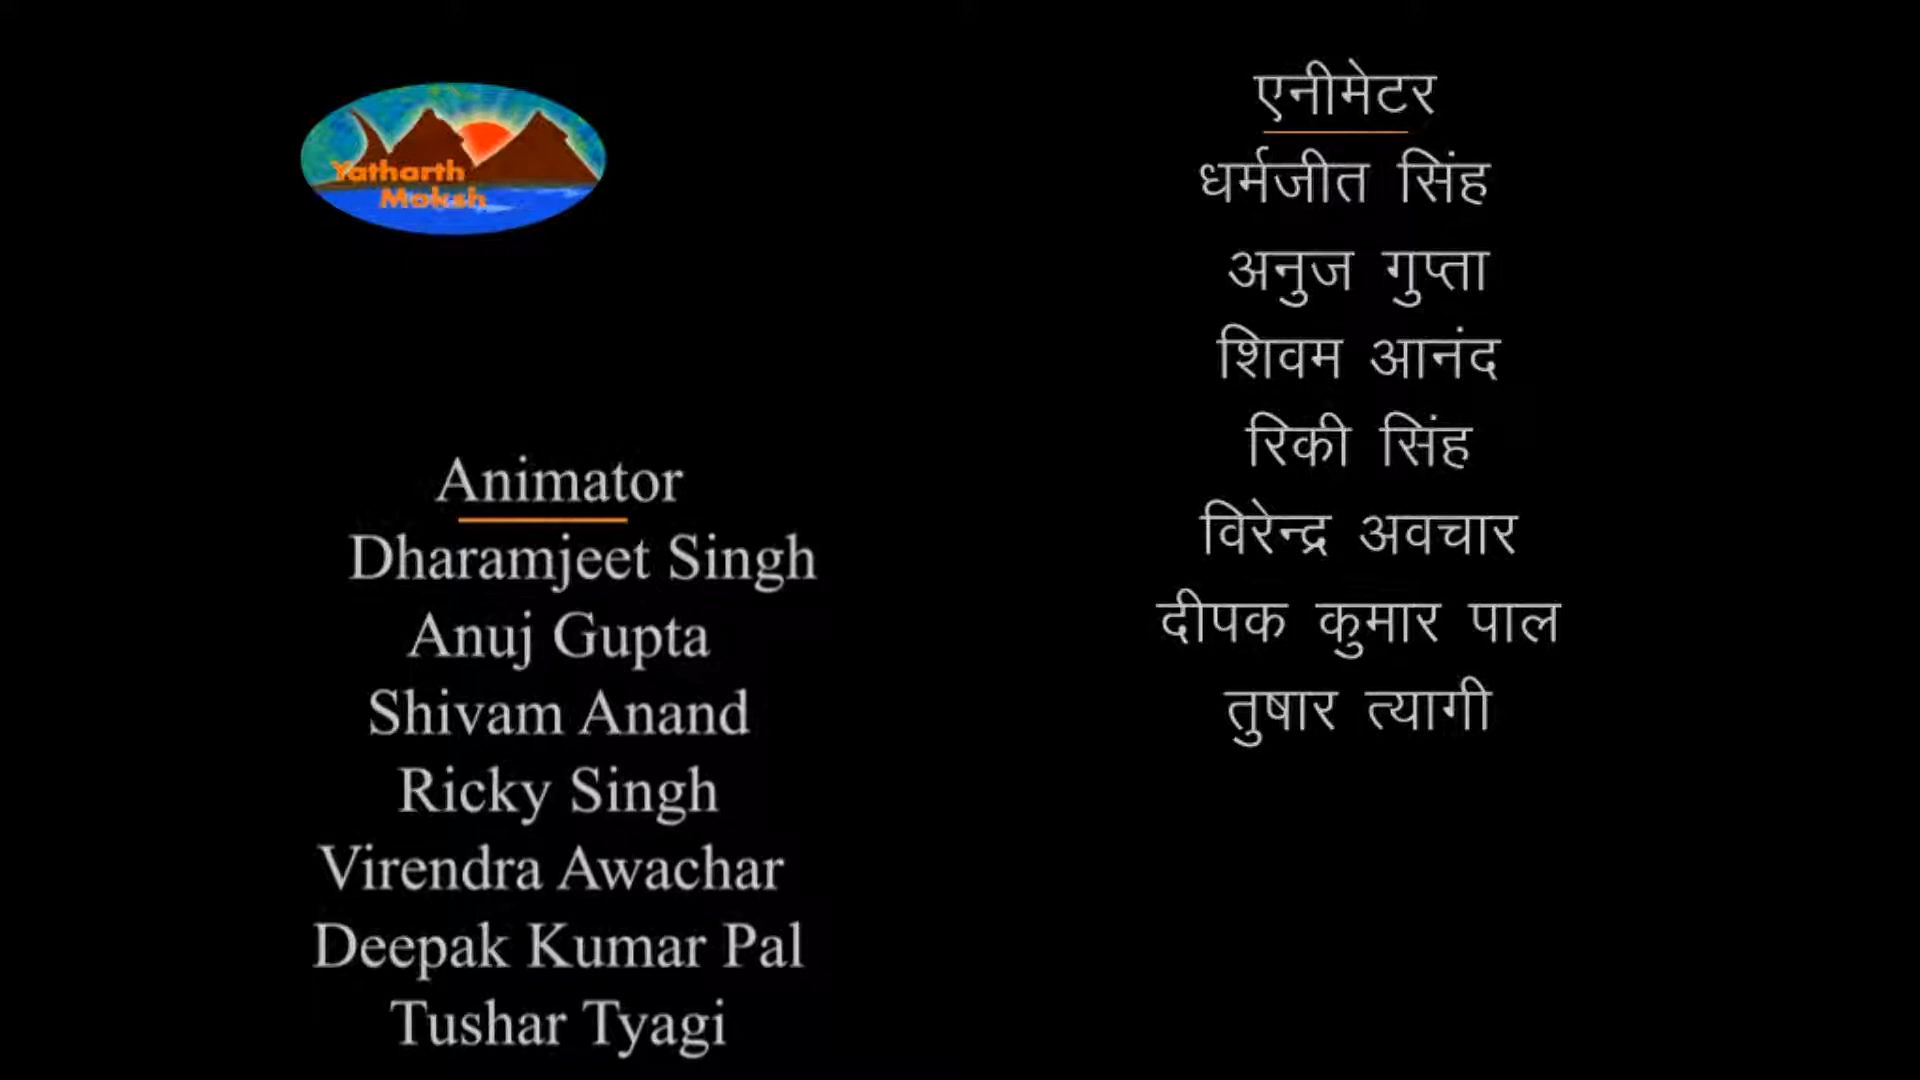 Yatharth
Moksh
Animator
Dharamjeet Singh
Anuj Gupta
Shivam Anand
Ricky Singh
Virendra Awachar
Deepak Kumar Pal
Tushar Tyagi
एनीमेटर
धर्मजीत सिंह
अनुज गुप्ता
शिवम आनंद
रिकी सिंह
विरेन्द्र अवचार
दीपक कुमार पाल
तुषार त्यागी